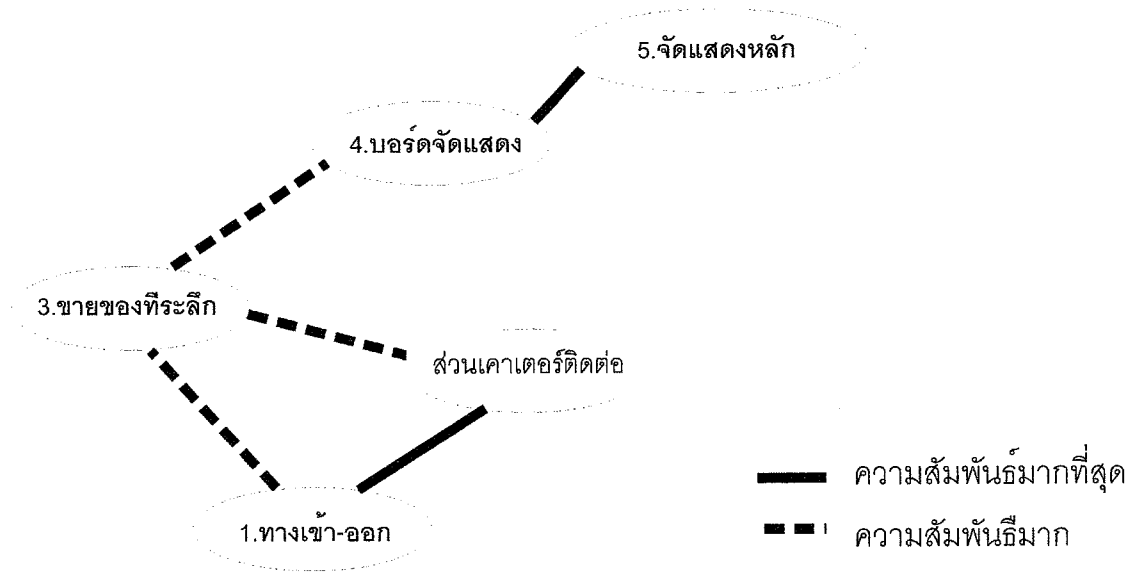 5.จัดแสดงหลัก
4.บอร์ดจัดแสดง
3.ขายของทีระลึก
ส่วนเคาเตอร์ติดต่อ
1.ทางเข้า-ออก
ความสัมพันธ์มากที่สุด
ความสัมพันธืมาก